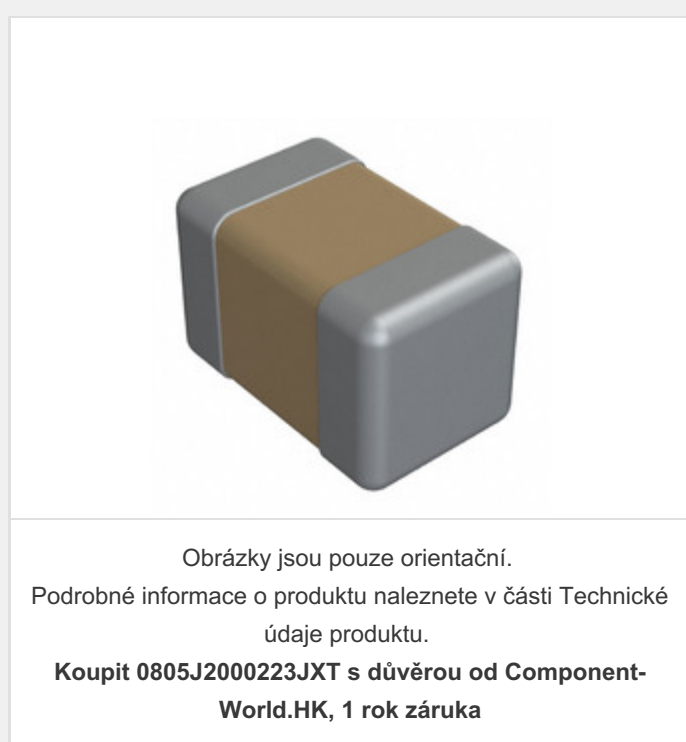 Obrázky jsou pouze orientační.
Podrobné informace o produktu naleznete v části Technické
údaje produktu.
Koupit 0805J2000223JXT s důvěrou od Component-
World.HK, 1 rok záruka